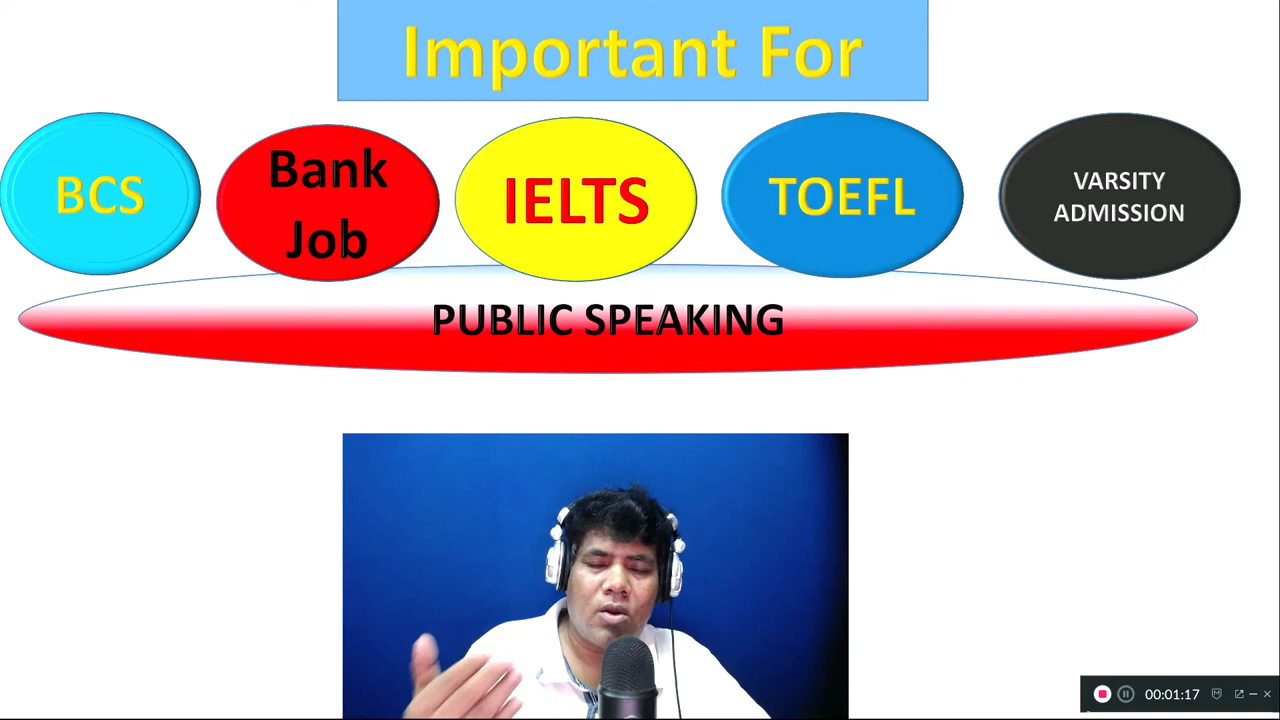 Important For
BCS
Bank
Job
IELTS
TOEFL
VARSITY
ADMISSION
PUBLIC SPEAKING
00:01:17